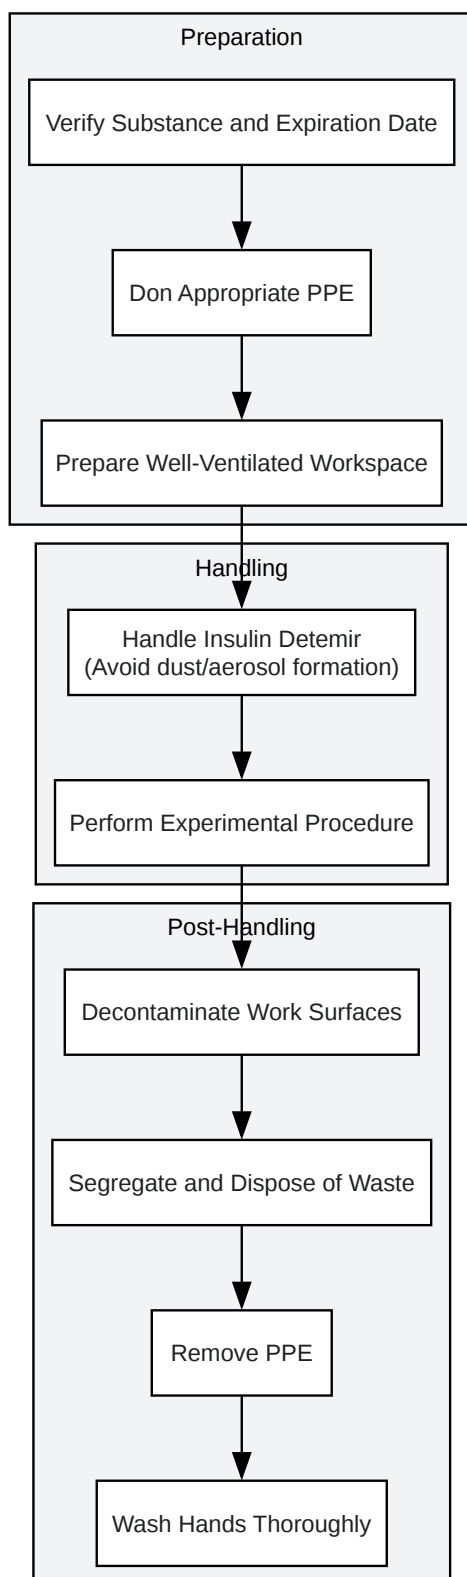 Preparation
Verify Substance and Expiration Date
Don Appropriate PPE
Prepare Well-Ventilated Workspace
Handling
Handle Insulin Detemir
(Avoid dust/aerosol formation)
Perform Experimental Procedure
Post-Handling
Decontaminate Work Surfaces
Segregate and Dispose of Waste
Remove PPE
Wash Hands Thoroughly